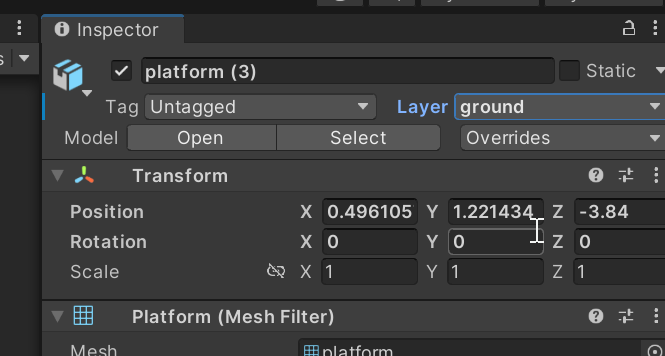 Inspector
platform (3)
Static
Tag Untagged Layer ground
Model Open Select Overrides
Transform
Position X 0.496105 Y 1.221434 Z -3.84
Rotation X 0 Y 0 Z 0
Scale X 1 Y 1 Z 1
Platform (Mesh Filter)
Mesh platform